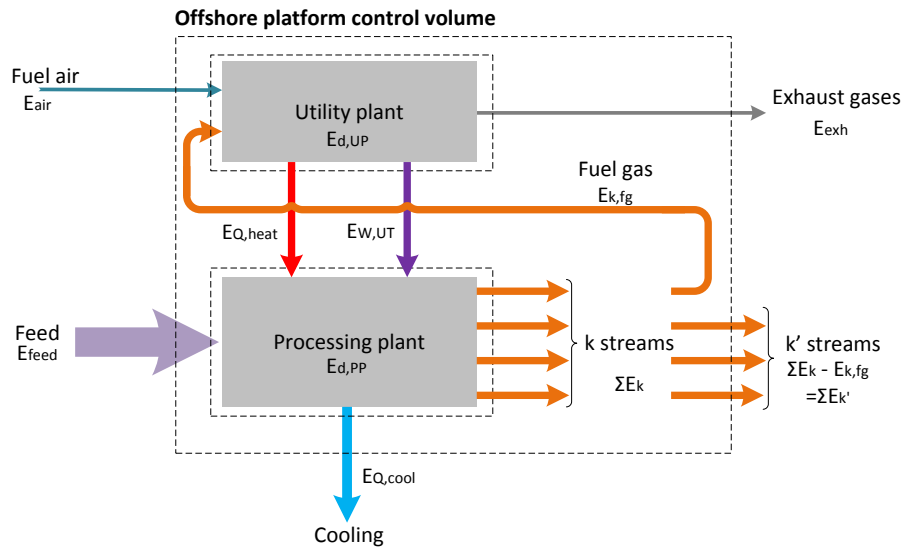 Offshore platform control volume
Fuel air
Eair
Utility plant
Ed,UP
Exhaust gases
Eexh
Fuel gas
Ek,fg
EQ,heat
EW,UT
Feed
Efeed
Processing plant
Ed,PP
k streams
ΣEk
k’ streams
ΣEk - Ek,fg
=ΣEk'
EQ,cool
Cooling